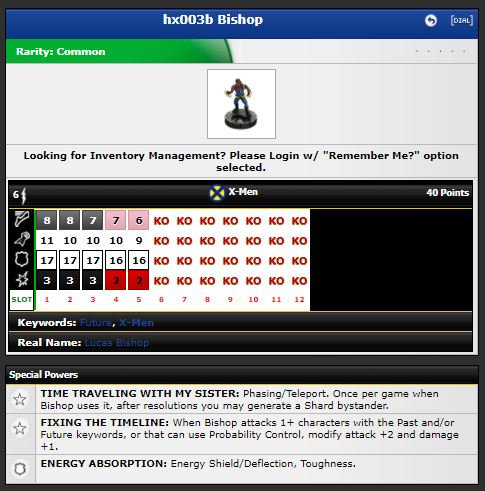 hx003b Bishop [DIAL]
Rarity: Common
Looking for Inventory Management? Please Login w/ "Remember Me?" option
selected.
6 X-Men 40 Points
8 8 7 7 6 KO KO KO KO KO KO KO
11 10 10 10 9 KO KO KO KO KO KO KO
17 17 17 16 16 KO KO KO KO KO KO KO
3 3 3 2 2 KO KO KO KO KO KO KO
SLOT 1 2 3 4 5 6 7 8 9 10 11 12
Keywords: Future, X-Men
Real Name: Lucas Bishop
Special Powers
TIME TRAVELING WITH MY SISTER: Phasing/Teleport. Once per game when
Bishop uses it, after resolutions you may generate a Shard bystander.
FIXING THE TIMELINE: When Bishop attacks 1+ characters with the Past and/or
Future keywords, or that can use Probability Control, modify attack +2 and damage
+1.
ENERGY ABSORPTION: Energy Shield/Deflection, Toughness.